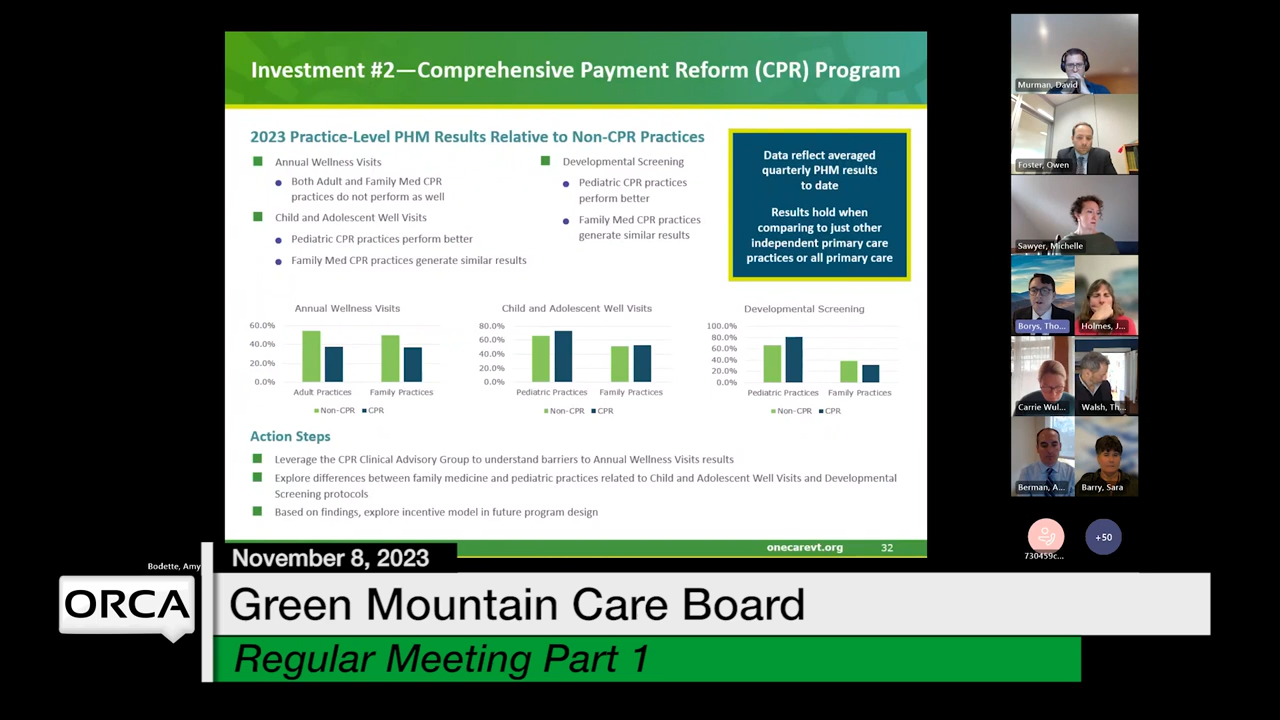 Investment #2—Comprehensive Payment Reform (CPR) Program
2023 Practice-Level PHM Results Relative to Non-CPR Practices
Annual Wellness Visits
Both Adult and Family Med CPR
practices do not perform as well
Child and Adolescent Well Visits
Pediatric CPR practices perform better
Family Med CPR practices generate similar results
Developmental Screening
Pediatric CPR practices
perform better
Family Med CPR practices
generate similar results
Data reflect averaged
quarterly PHM results
to date
Results hold when
comparing to just other
independent primary care
practices or all primary care
Annual Wellness Visits
60.0%
40.0%
20.0%
0.0%
Adult Practices Family Practices
Non-CPR CPR
Child and Adolescent Well Visits
80.0%
60.0%
40.0%
20.0%
0.0%
Pediatric Practices Family Practices
Non-CPR CPR
Developmental Screening
100.0%
80.0%
60.0%
40.0%
20.0%
0.0%
Pediatric Practices Family Practices
Non-CPR CPR
Action Steps
Leverage the CPR Clinical Advisory Group to understand barriers to Annual Wellness Visits results
Explore differences between family medicine and pediatric practices related to Child and Adolescent Well Visits and Developmental
Screening protocols
Based on findings, explore incentive model in future program design
onecarevt.org 32
Murman, David
Foster, Owen
Sawyer, Michelle
Borys, Tho... Holmes, J...
Carrie Wul... Walsh, Th...
Berman, A... Barry, Sara
+50
730459c...
Bodette, Amy
November 8, 2023
ORCA
Green Mountain Care Board
Regular Meeting Part 1